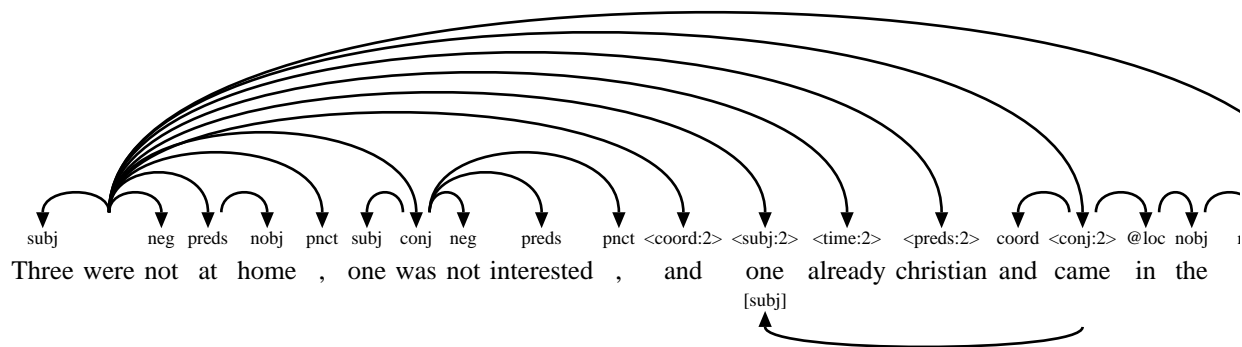 subj neg preds nobj pnct subj conj neg preds pnct <coord:2> <subj:2> <time:2> <preds:2> coord <conj:2> @loc nobj
Three were not at home , one was not interested , and one already christian and came in the
[subj]